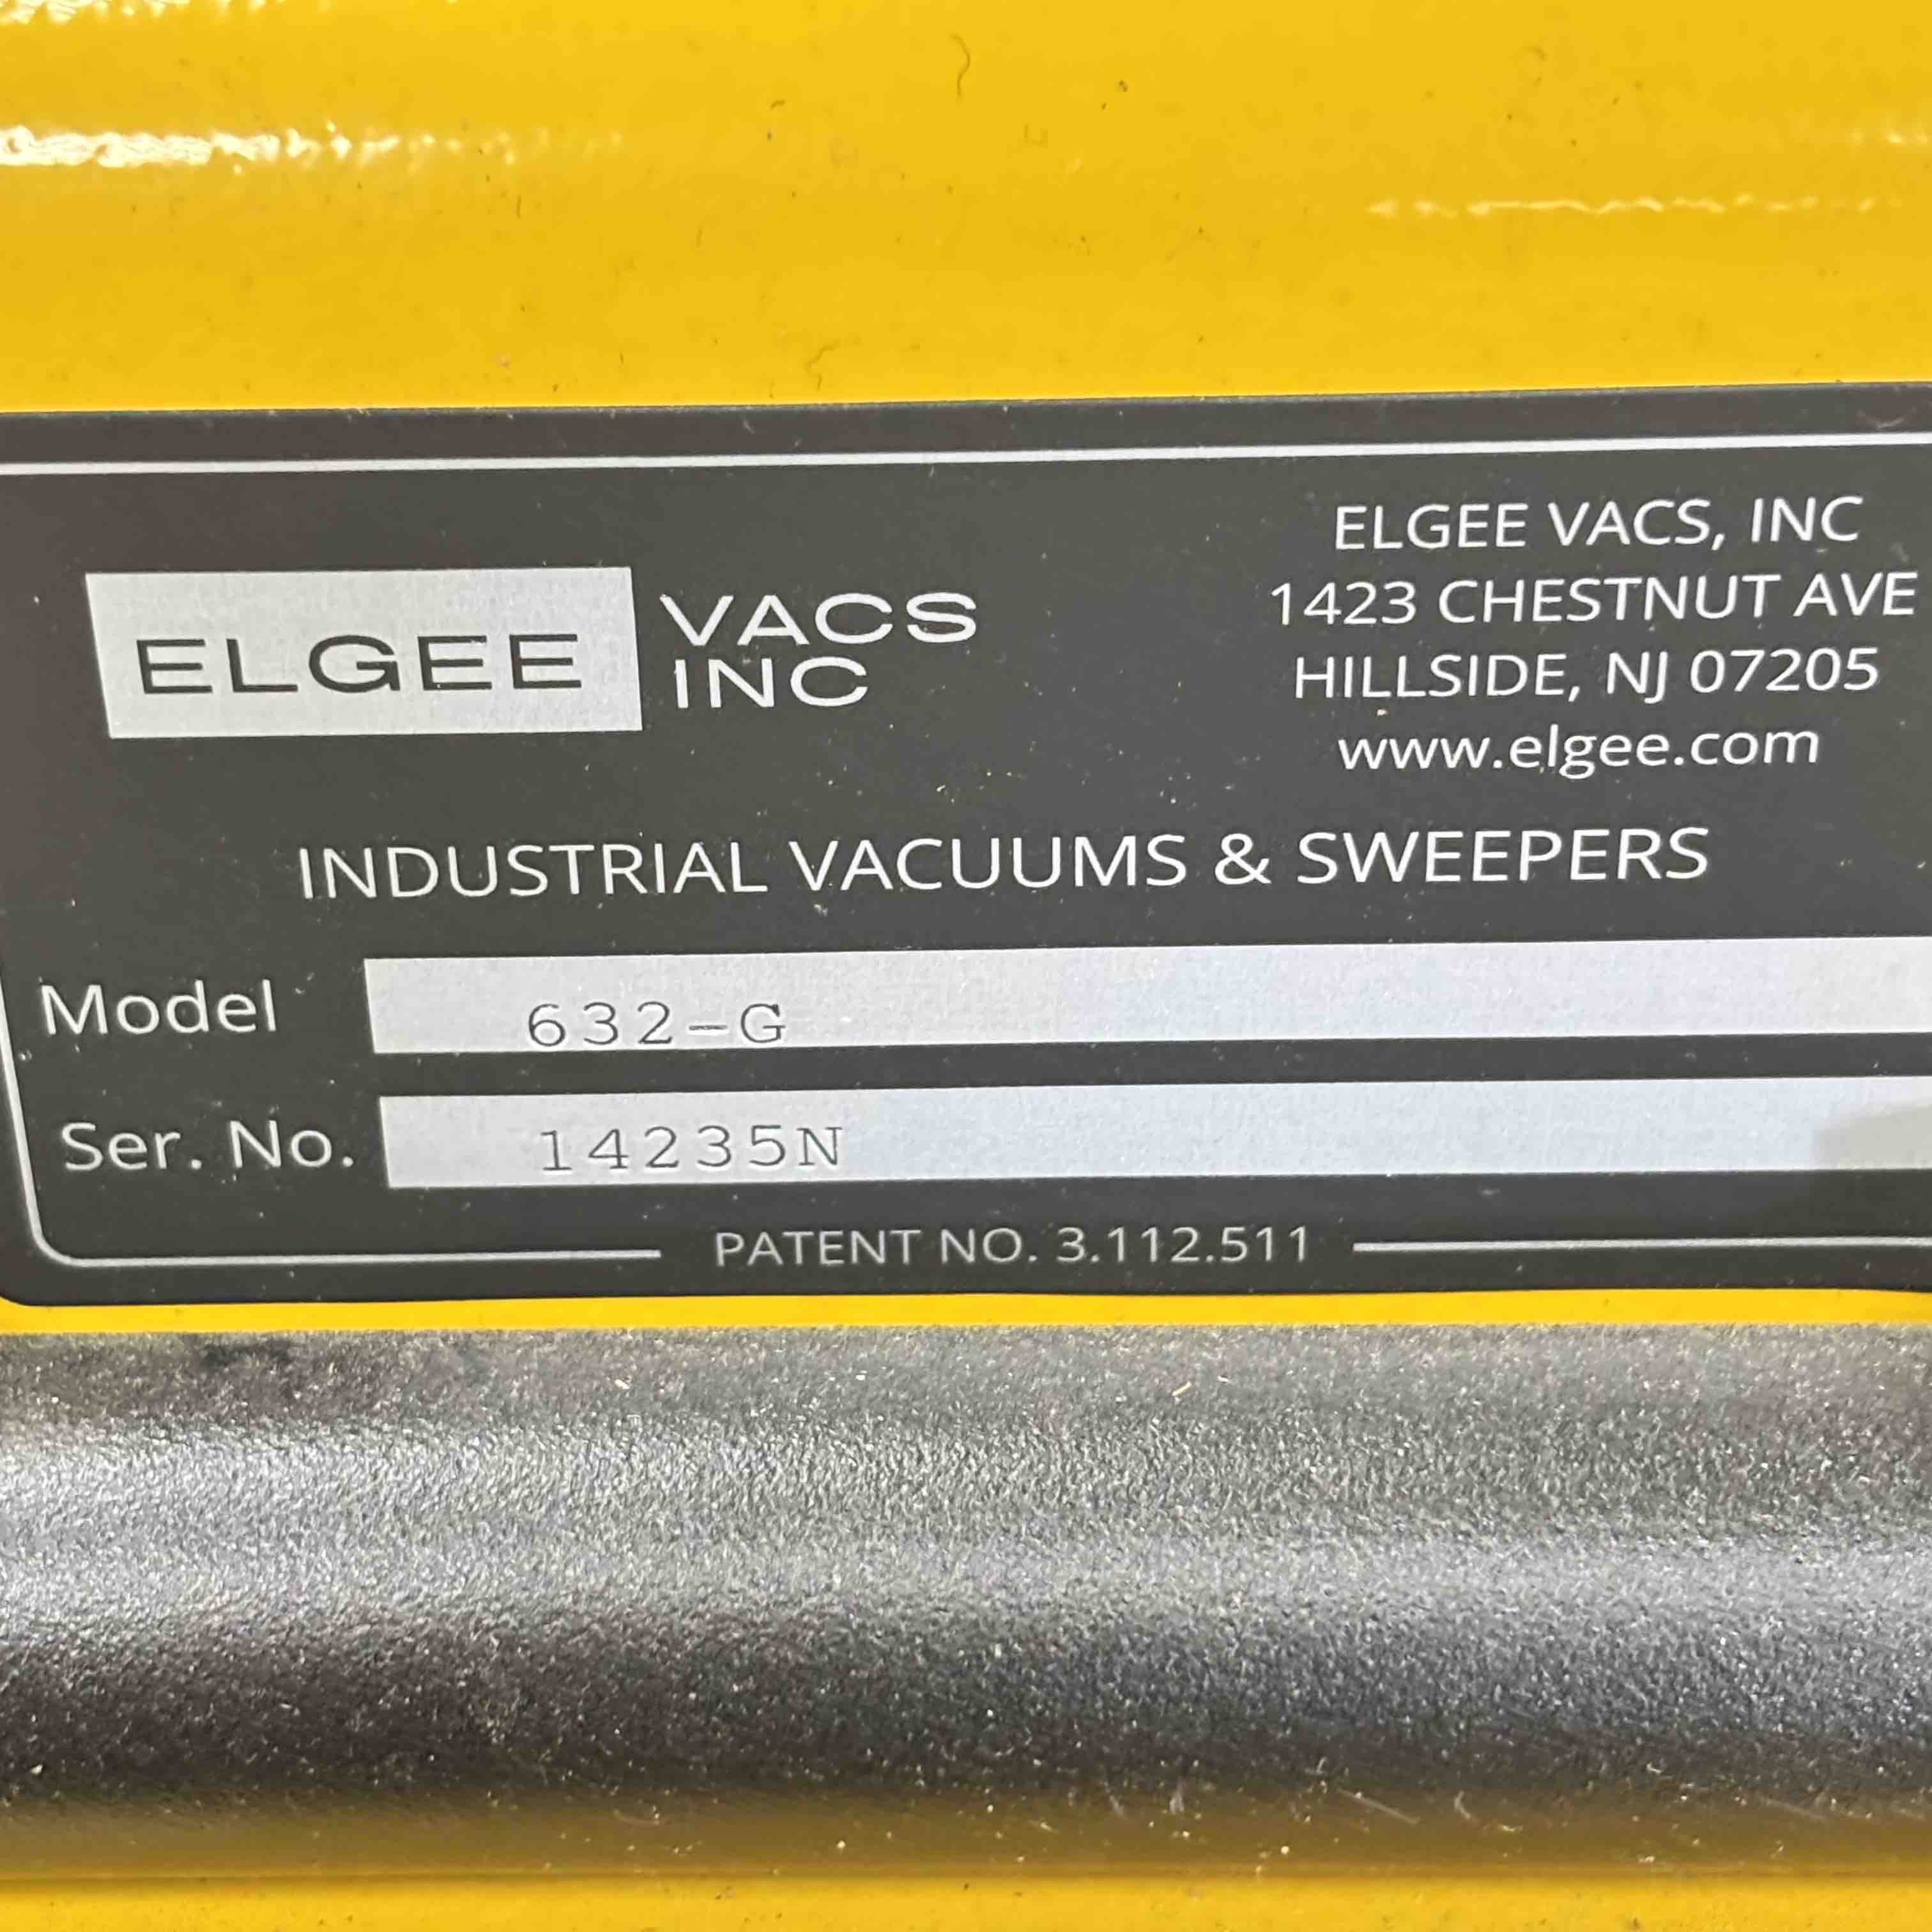 ELGEE VACS INC
ELGEE VACS, INC
1423 CHESTNUT AVE
HILLSIDE, NJ 07205
www.elgee.com
INDUSTRIAL VACUUMS & SWEEPERS
Model 632-G
Ser. No. 14235N
PATENT NO. 3.112.511